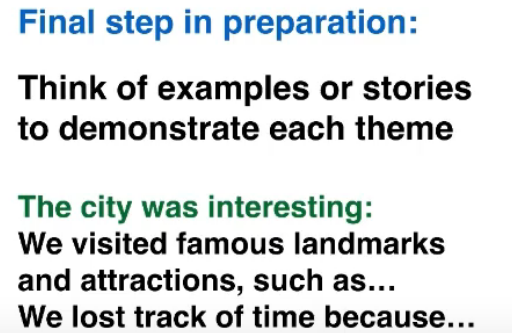 Final step in preparation:
Think of examples or stories
to demonstrate each theme
The city was interesting:
We visited famous landmarks
and attractions, such as...
We lost track of time because...